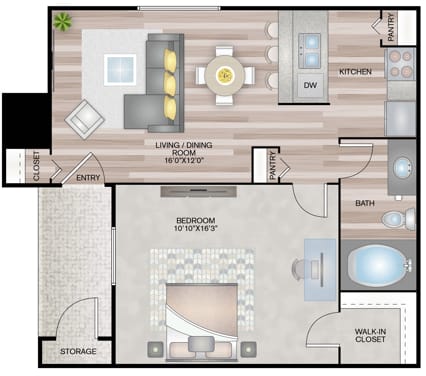 PANTRY
KITCHEN
DW
LIVING / DINING
ROOM
16'0"X12'0"
CLOSET
ENTRY
PANTRY
BATH
BEDROOM
10'10"X16'3"
WALK-IN
CLOSET
STORAGE